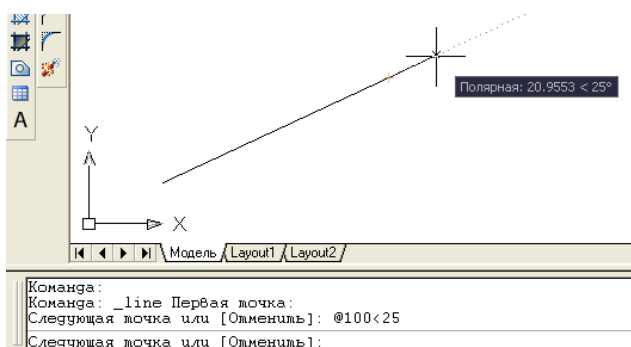 A
Полярная: 20.9553 < 25°
Y
X
Модель Layout1 Layout2
Команда:
Команда: _line Первая точка:
Следующая точка или [Отменить]: @100<25
Следующая точка или [Отменить]: